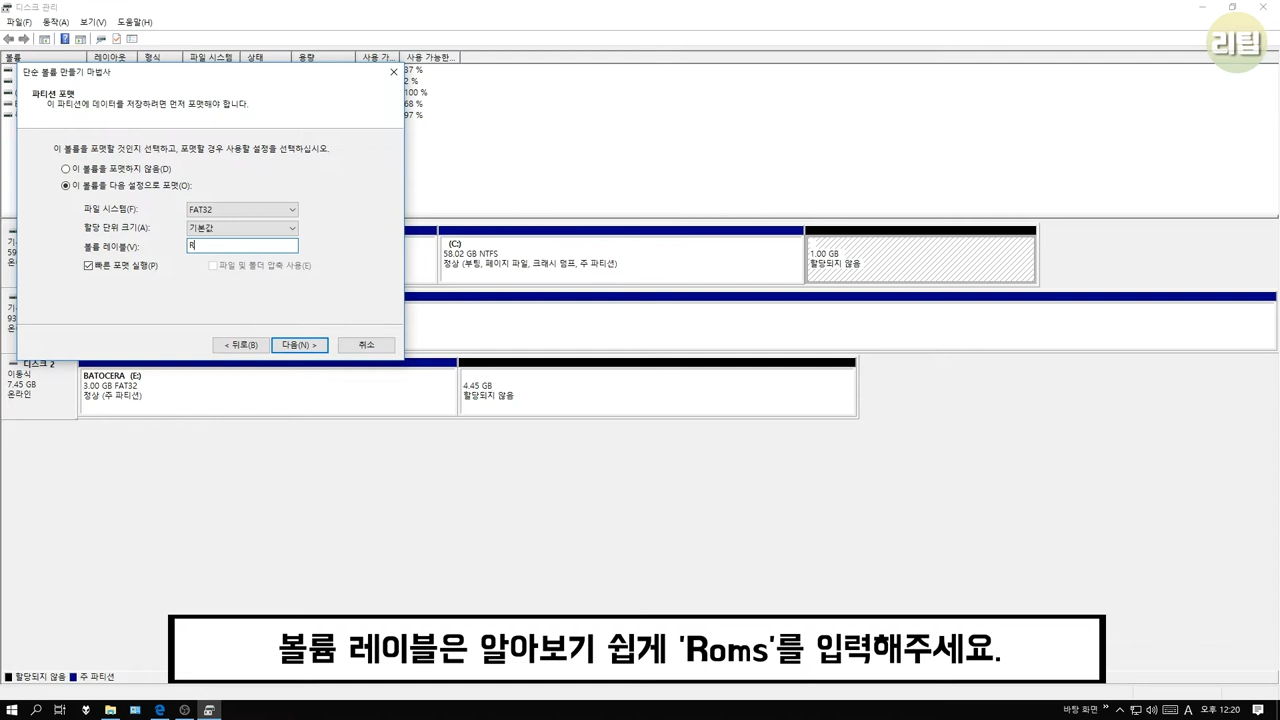 디스크 관리
파일(F) 동작(A) 보기(V) 도움말(H)
리팁
볼륨 레이아웃 형식 파일 시스템 상태 용량 사용 가... 사용 가능한...
단순 볼륨 만들기 마법사
37 %
2 %
100 %
68 %
97 %
파티션 포맷
이 파티션에 데이터를 저장하려면 먼저 포맷해야 합니다.
이 볼륨을 포맷할 것인지 선택하고, 포맷할 경우 사용할 설정을 선택하십시오.
이 볼륨을 포맷하지 않음(D)
이 볼륨을 다음 설정으로 포맷(O):
파일 시스템(F): FAT32
할당 단위 크기(A): 기본값
볼륨 레이블(V): R
빠른 포맷 실행(P) 파일 및 폴더 압축 사용(E)
< 뒤로(B) 다음(N) > 취소
(C:)
58.02 GB NTFS
정상 (부팅, 페이지 파일, 크래시 덤프, 주 파티션)
1.00 GB
할당되지 않음
디스크 2
이동식
7.45 GB
온라인
BATOCERA (E:)
3.00 GB FAT32
정상 (주 파티션)
4.45 GB
할당되지 않음
볼륨 레이블은 알아보기 쉽게 'Roms'를 입력해주세요.
할당되지 않음 주 파티션
바탕 화면 A 오후 12:20